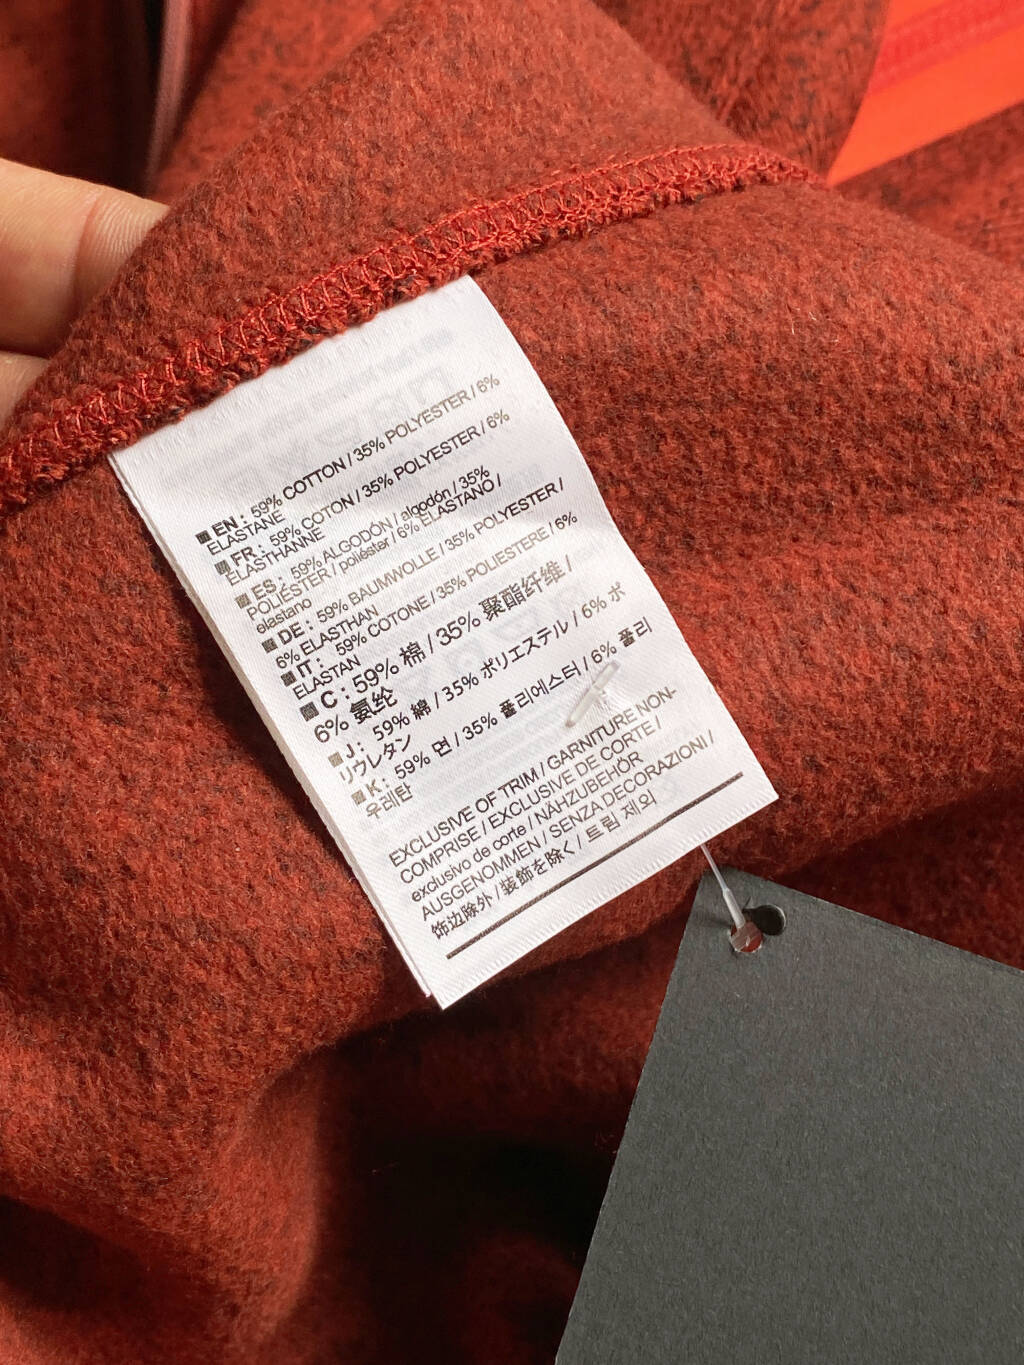 ■ EN : 59% COTTON / 35% POLYESTER / 6%
ELASTANE
■ FR : 59% COTON / 35% POLYESTER / 6%
ELASTHANNE
■ ES : 59% ALGODÓN / algodón / 35%
POLIÉSTER / poliéster / 6% ELASTANO /
elastano
■ DE : 59% BAUMWOLLE / 35% POLYESTER /
6% ELASTHAN
■ IT : 59% COTONE / 35% POLIESTERE / 6%
ELASTAN
■ C : 59% 棉 / 35% 聚酯纤维 /
6% 氨纶
■ J : 59% 綿 / 35% ポリエステル / 6% ポ
リウレタン
■ K : 59% 면 / 35% 폴리에스터 / 6% 폴리
우레탄
EXCLUSIVE OF TRIM / GARNITURE NON-
COMPRISE / EXCLUSIVE DE CORTE /
exclusivo de corte / NÄHZUBEHÖR
AUSGENOMMEN / SENZA DECORAZIONI /
饰边除外 / 装飾を除く / 트림 제외